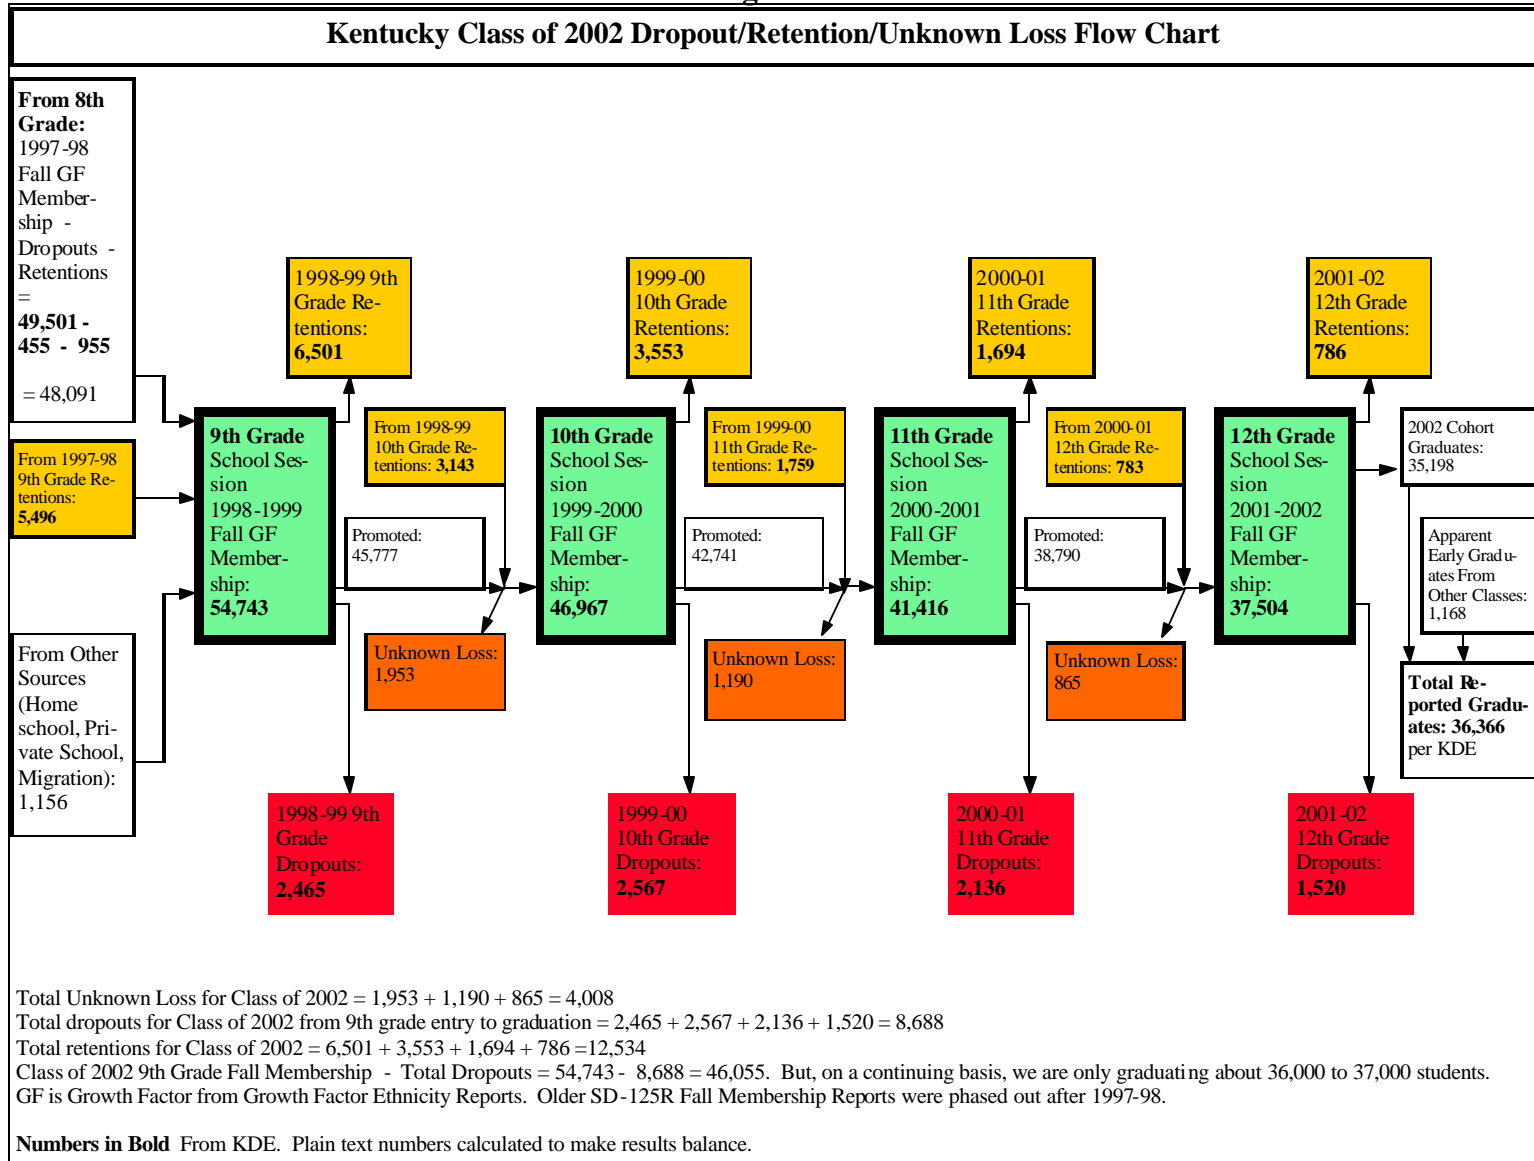 Kentucky Class of 2002 Dropout/Retention/Unknown Loss Flow Chart
From 8th
Grade:
1997-98
Fall GF
Member-
ship -
Dropouts -
Retentions
=
49,501 -
455 - 955
= 48,091
From 1997-98
9th Grade Re-
tentions:
5,496
From Other
Sources
(Home
school, Pri-
vate School,
Migration):
1,156
1998-99 9th
Grade Re-
tentions:
6,501
9th Grade
School Ses-
sion
1998-1999
Fall GF
Member-
ship:
54,743
From 1998-99
10th Grade Re-
tentions: 3,143
Promoted:
45,777
Unknown Loss:
1,953
1998-99 9th
Grade
Dropouts:
2,465
1999-00
10th Grade
Retentions:
3,553
10th Grade
School Ses-
sion
1999-2000
Fall GF
Member-
ship:
46,967
From 1999-00
11th Grade Re-
tentions: 1,759
Promoted:
42,741
Unknown Loss:
1,190
1999-00
10th Grade
Dropouts:
2,567
2000-01
11th Grade
Retentions:
1,694
11th Grade
School Ses-
sion
2000-2001
Fall GF
Member-
ship:
41,416
From 2000-01
12th Grade Re-
tentions: 783
Promoted:
38,790
Unknown Loss:
865
2000-01
11th Grade
Dropouts:
2,136
2001-02
12th Grade
Retentions:
786
12th Grade
School Ses-
sion
2001-2002
Fall GF
Member-
ship:
37,504
2002 Cohort
Graduates:
35,198
Apparent
Early Gradu-
ates From
Other Classes:
1,168
Total Re-
ported Gradu-
ates: 36,366
per KDE
2001-02
12th Grade
Dropouts:
1,520
Total Unknown Loss for Class of 2002 = 1,953 + 1,190 + 865 = 4,008
Total dropouts for Class of 2002 from 9th grade entry to graduation = 2,465 + 2,567 + 2,136 + 1,520 = 8,688
Total retentions for Class of 2002 = 6,501 + 3,553 + 1,694 + 786 =12,534
Class of 2002 9th Grade Fall Membership - Total Dropouts = 54,743 - 8,688 = 46,055. But, on a continuing basis, we are only graduating about 36,000 to 37,000 students.
GF is Growth Factor from Growth Factor Ethnicity Reports. Older SD-125R Fall Membership Reports were phased out after 1997-98.
Numbers in Bold From KDE. Plain text numbers calculated to make results balance.